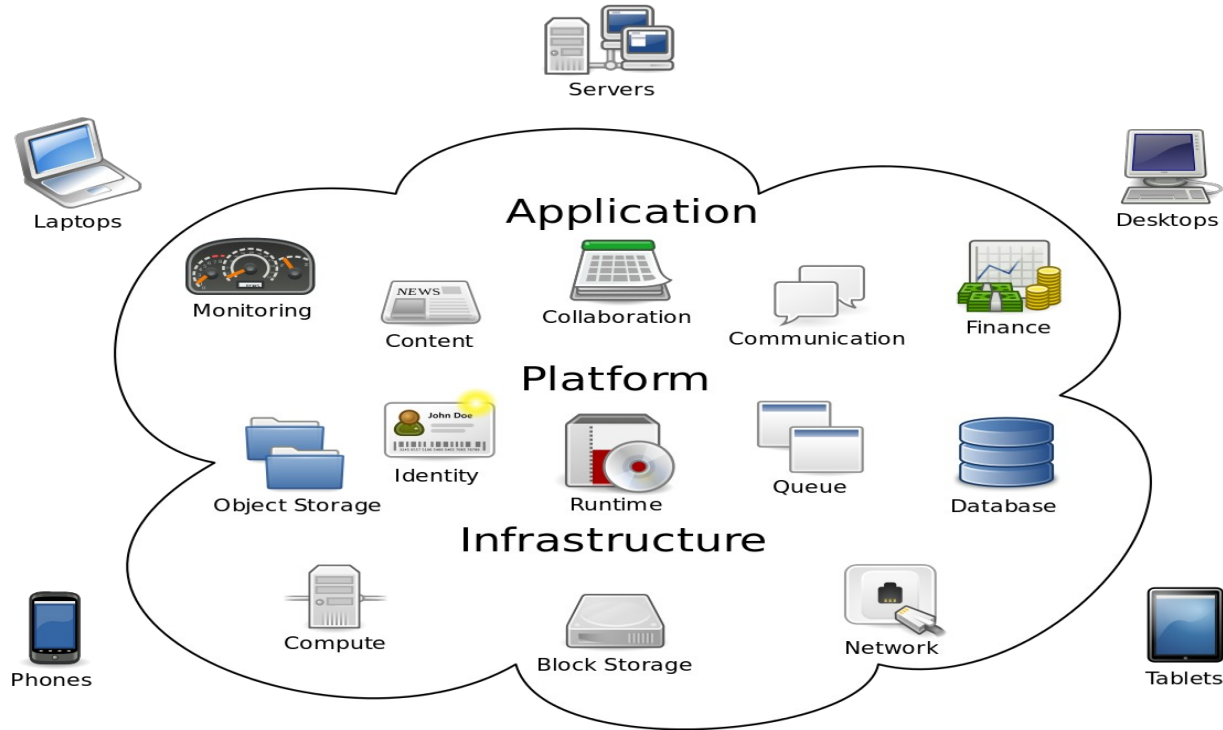 Servers
Laptops
Desktops
Application
Monitoring
NEWS
Content
Collaboration
Communication
Finance
Platform
Object Storage
John Doe
Identity
Runtime
Queue
Database
Infrastructure
Compute
Block Storage
Network
Phones
Tablets